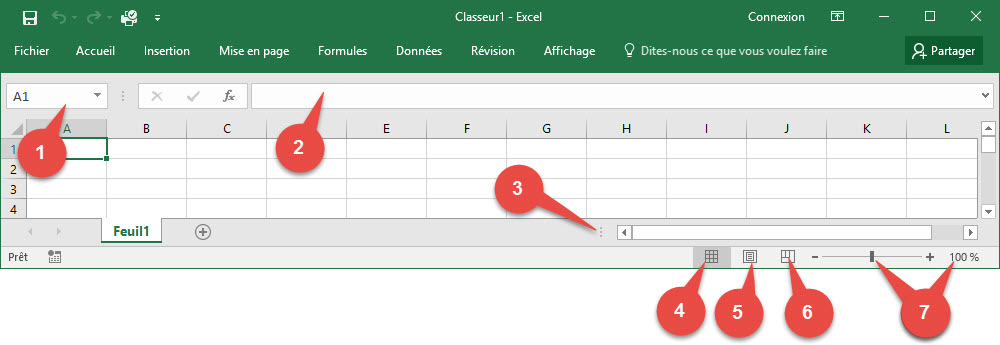 Classeur1 - Excel Connexion
Fichier Accueil Insertion Mise en page Formules Données Révision Affichage Dites-nous ce que vous voulez faire Partager
A1 fx
1 2
A B C E F G H I J K L
1
2
3
4
3
Feuil1
Prêt 100 %
4 5 6 7